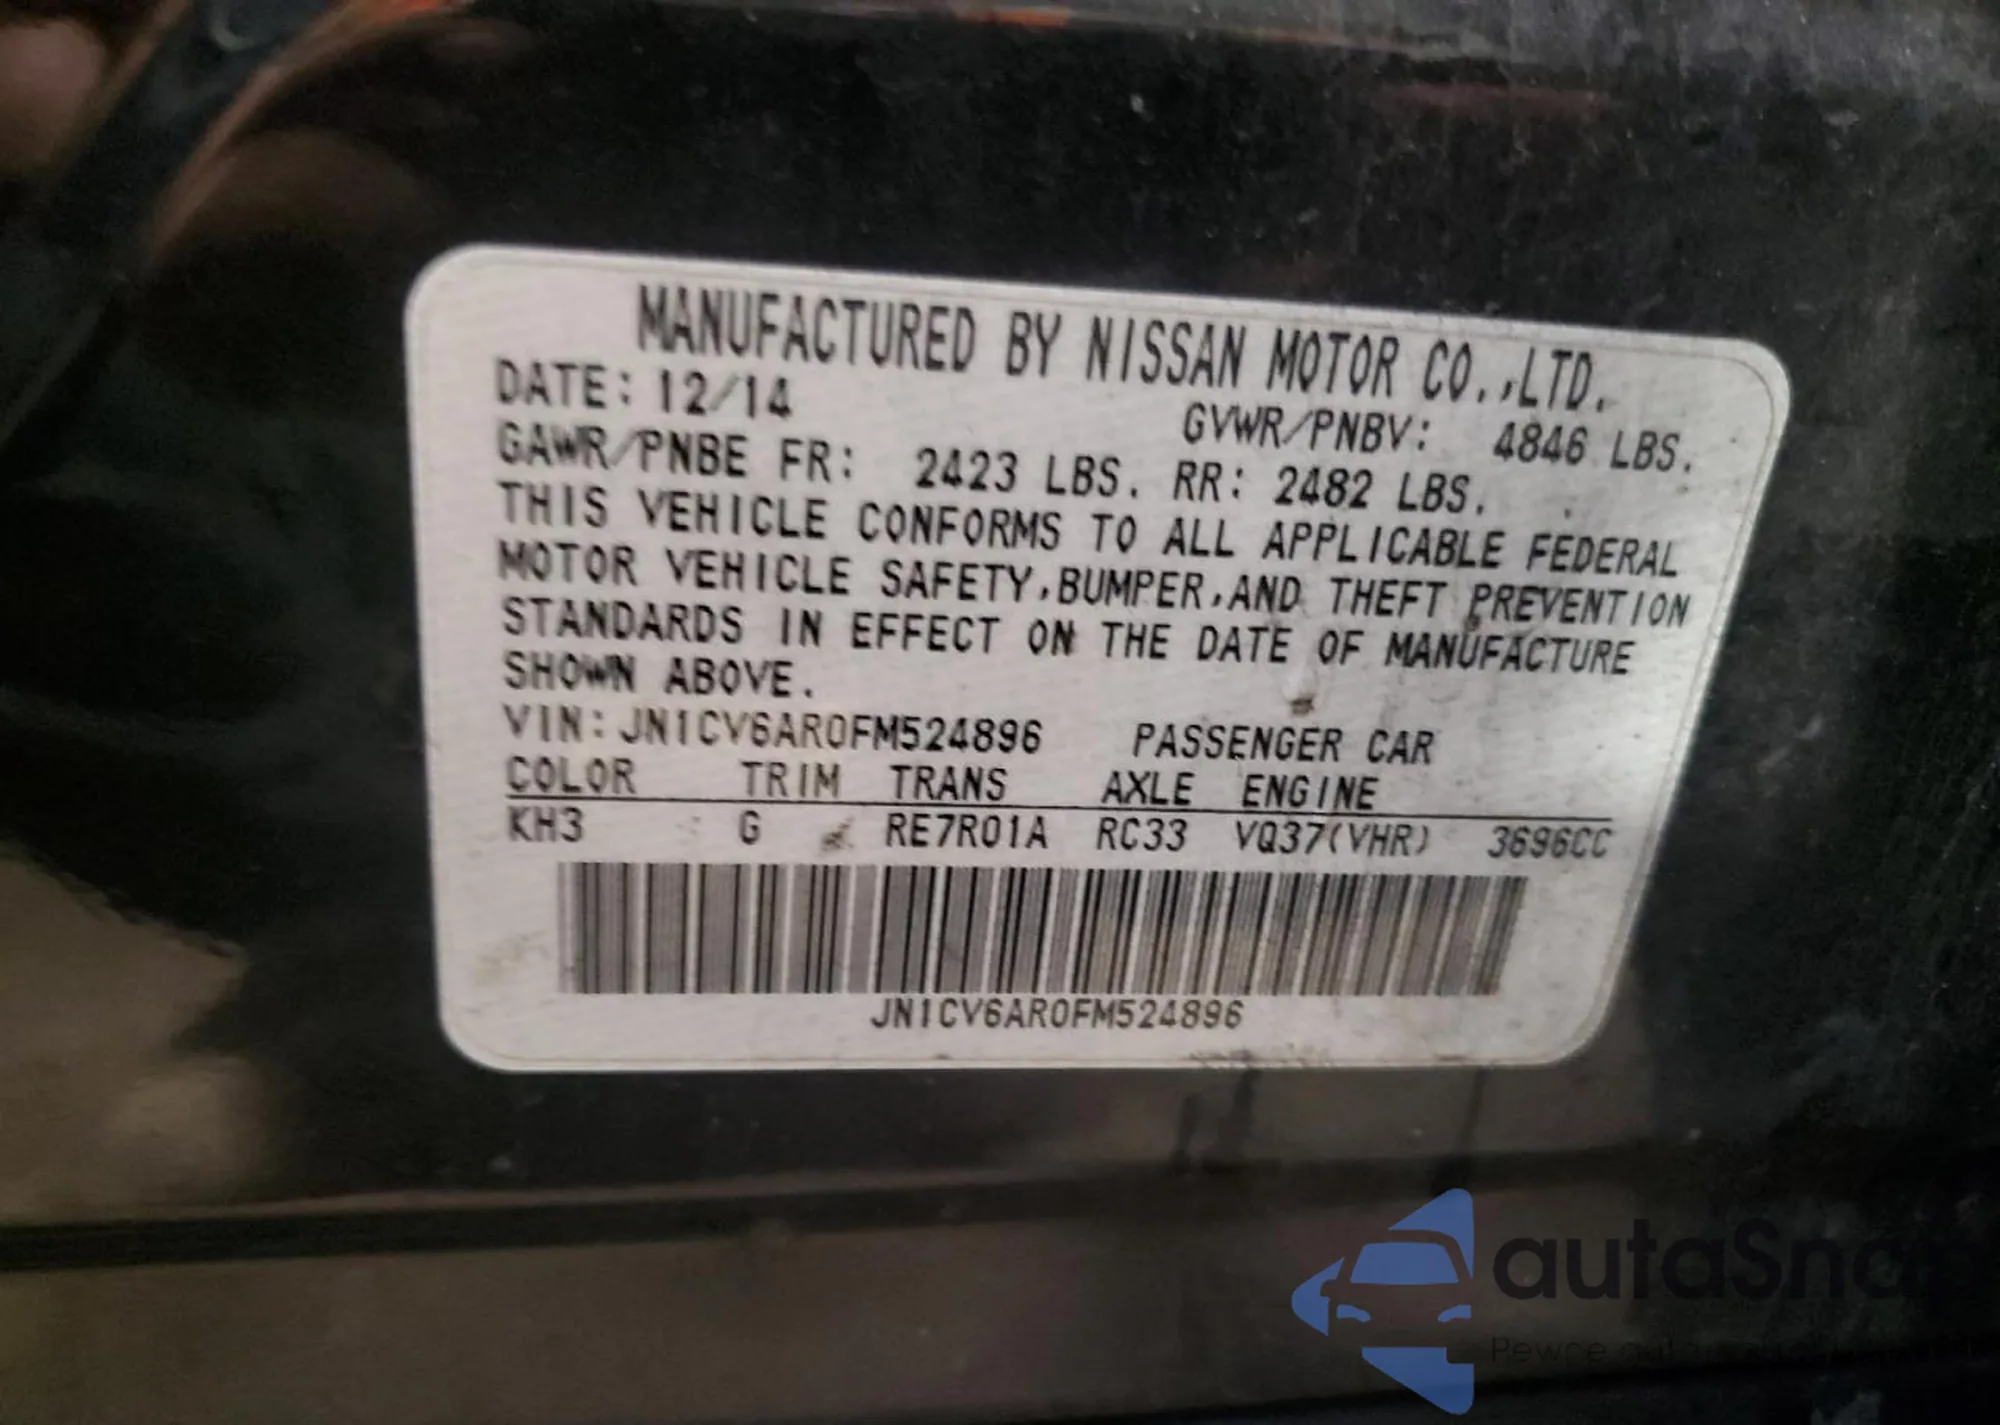 MANUFACTURED BY NISSAN MOTOR CO.,LTD.
DATE: 12/14 GVWR/PNBV: 4846 LBS.
GAWR/PNBE FR: 2423 LBS. RR: 2482 LBS.
THIS VEHICLE CONFORMS TO ALL APPLICABLE FEDERAL
MOTOR VEHICLE SAFETY,BUMPER,AND THEFT PREVENTION
STANDARDS IN EFFECT ON THE DATE OF MANUFACTURE
SHOWN ABOVE.
VIN:JN1CV6AR0FM524896 PASSENGER CAR
COLOR TRIM TRANS AXLE ENGINE
KH3 G RE7R01A RC33 VQ37(VHR) 3696CC
JN1CV6AR0FM524896
autaSna
Pewne